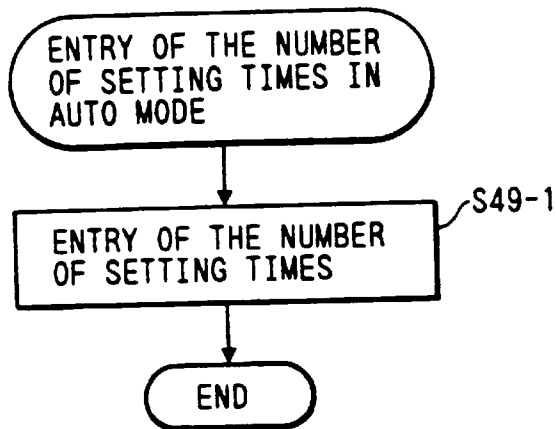 ENTRY OF THE NUMBER
OF SETTING TIMES IN
AUTO MODE
S49-1
ENTRY OF THE NUMBER
OF SETTING TIMES
END